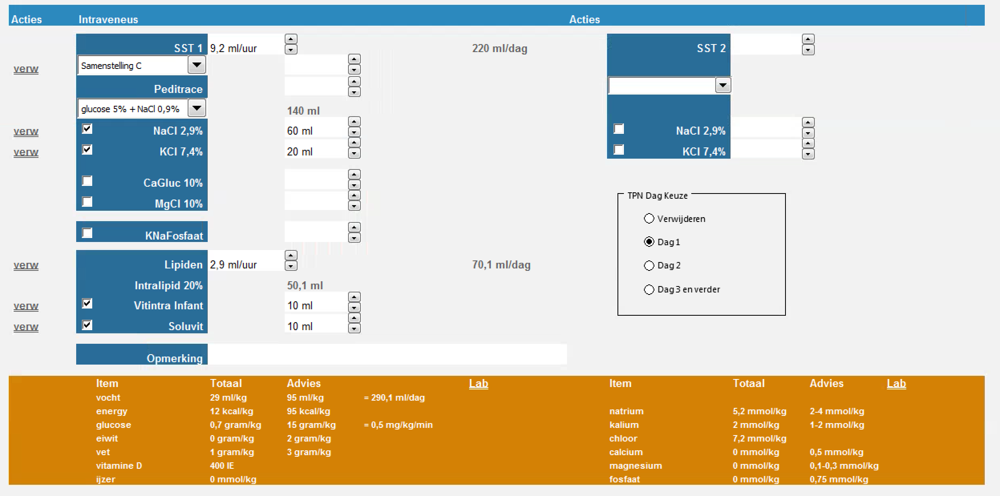 Acties Intraveneus Acties
SST 1 9,2 ml/uur 220 ml/dag SST 2
verw Samenstelling C
Peditrace
glucose 5% + NaCl 0,9% 140 ml
verw NaCl 2,9% 60 ml NaCl 2,9%
verw KCl 7,4% 20 ml KCl 7,4%
CaGluc 10%
MgCl 10%
TPN Dag Keuze
Verwijderen
KNaFosfaat
Dag 1
verw Lipiden 2,9 ml/uur 70,1 ml/dag Dag 2
Intralipid 20% 50,1 ml
Dag 3 en verder
verw Vitintra Infant 10 ml
verw Soluvit 10 ml
Opmerking
Item Totaal Advies Lab Item Totaal Advies Lab
vocht 29 ml/kg 95 ml/kg = 290,1 ml/dag
energy 12 kcal/kg 95 kcal/kg natrium 5,2 mmol/kg 2-4 mmol/kg
glucose 0,7 gram/kg 15 gram/kg = 0,5 mg/kg/min kalium 2 mmol/kg 1-2 mmol/kg
eiwit 0 gram/kg 2 gram/kg chloor 7,2 mmol/kg
vet 1 gram/kg 3 gram/kg calcium 0 mmol/kg 0,5 mmol/kg
vitamine D 400 IE magnesium 0 mmol/kg 0,1-0,3 mmol/kg
ijzer 0 mmol/kg fosfaat 0 mmol/kg 0,75 mmol/kg